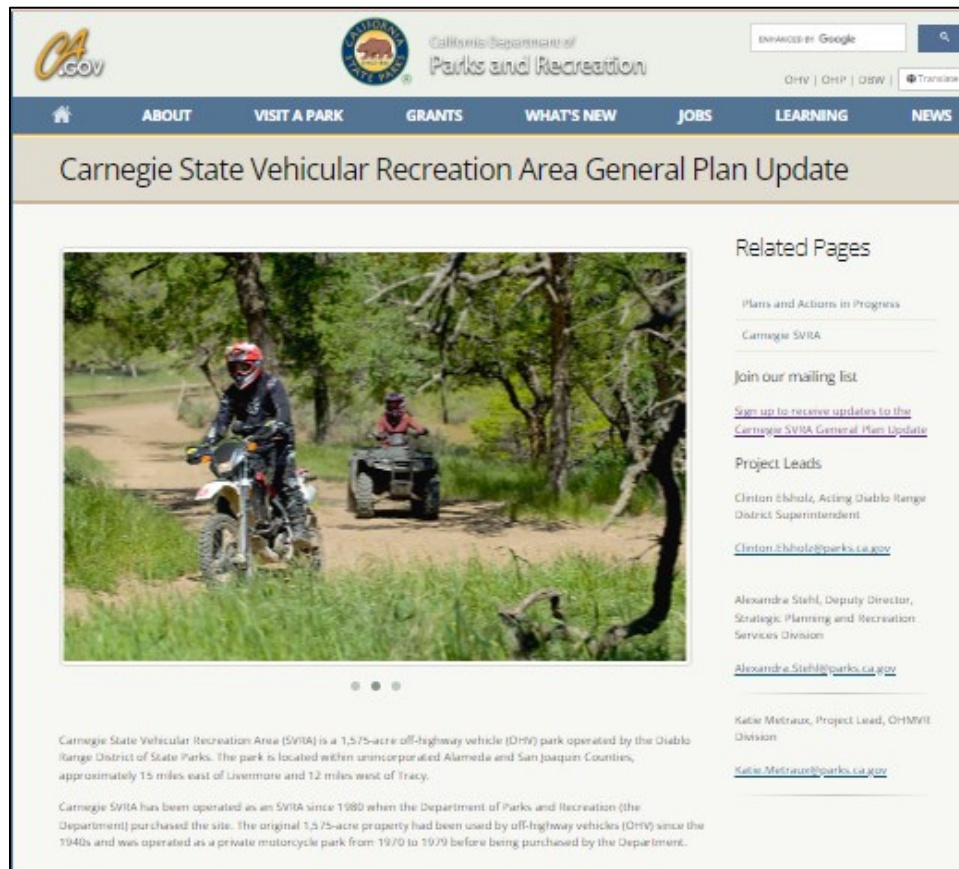 CA
.GOV
CALIFORNIA
STATE PARKS
®
California Department of
Parks and Recreation
ENHANCED BY Google
OHV | OHP | DBW |
Translate
ABOUT VISIT A PARK GRANTS WHAT'S NEW JOBS LEARNING NEWS
Carnegie State Vehicular Recreation Area General Plan Update
Related Pages
Plans and Actions in Progress
Carnegie SVRA
Join our mailing list
Sign up to receive updates to the
Carnegie SVRA General Plan Update
Project Leads
Clinton Elsholz, Acting Diablo Range
District Superintendent
Clinton.Elsholz@parks.ca.gov
Alexandra Stehl, Deputy Director,
Strategic Planning and Recreation
Services Division
Alexandra.Stehl@parks.ca.gov
Katie Metraux, Project Lead, OHMVR
Division
Katie.Metraux@parks.ca.gov
Carnegie State Vehicular Recreation Area (SVRA) is a 1,575-acre off-highway vehicle (OHV) park operated by the Diablo
Range District of State Parks. The park is located within unincorporated Alameda and San Joaquin Counties,
approximately 15 miles east of Livermore and 12 miles west of Tracy.
Carnegie SVRA has been operated as an SVRA since 1980 when the Department of Parks and Recreation (the
Department) purchased the site. The original 1,575-acre property had been used by off-highway vehicles (OHV) since the
1940s and was operated as a private motorcycle park from 1970 to 1979 before being purchased by the Department.